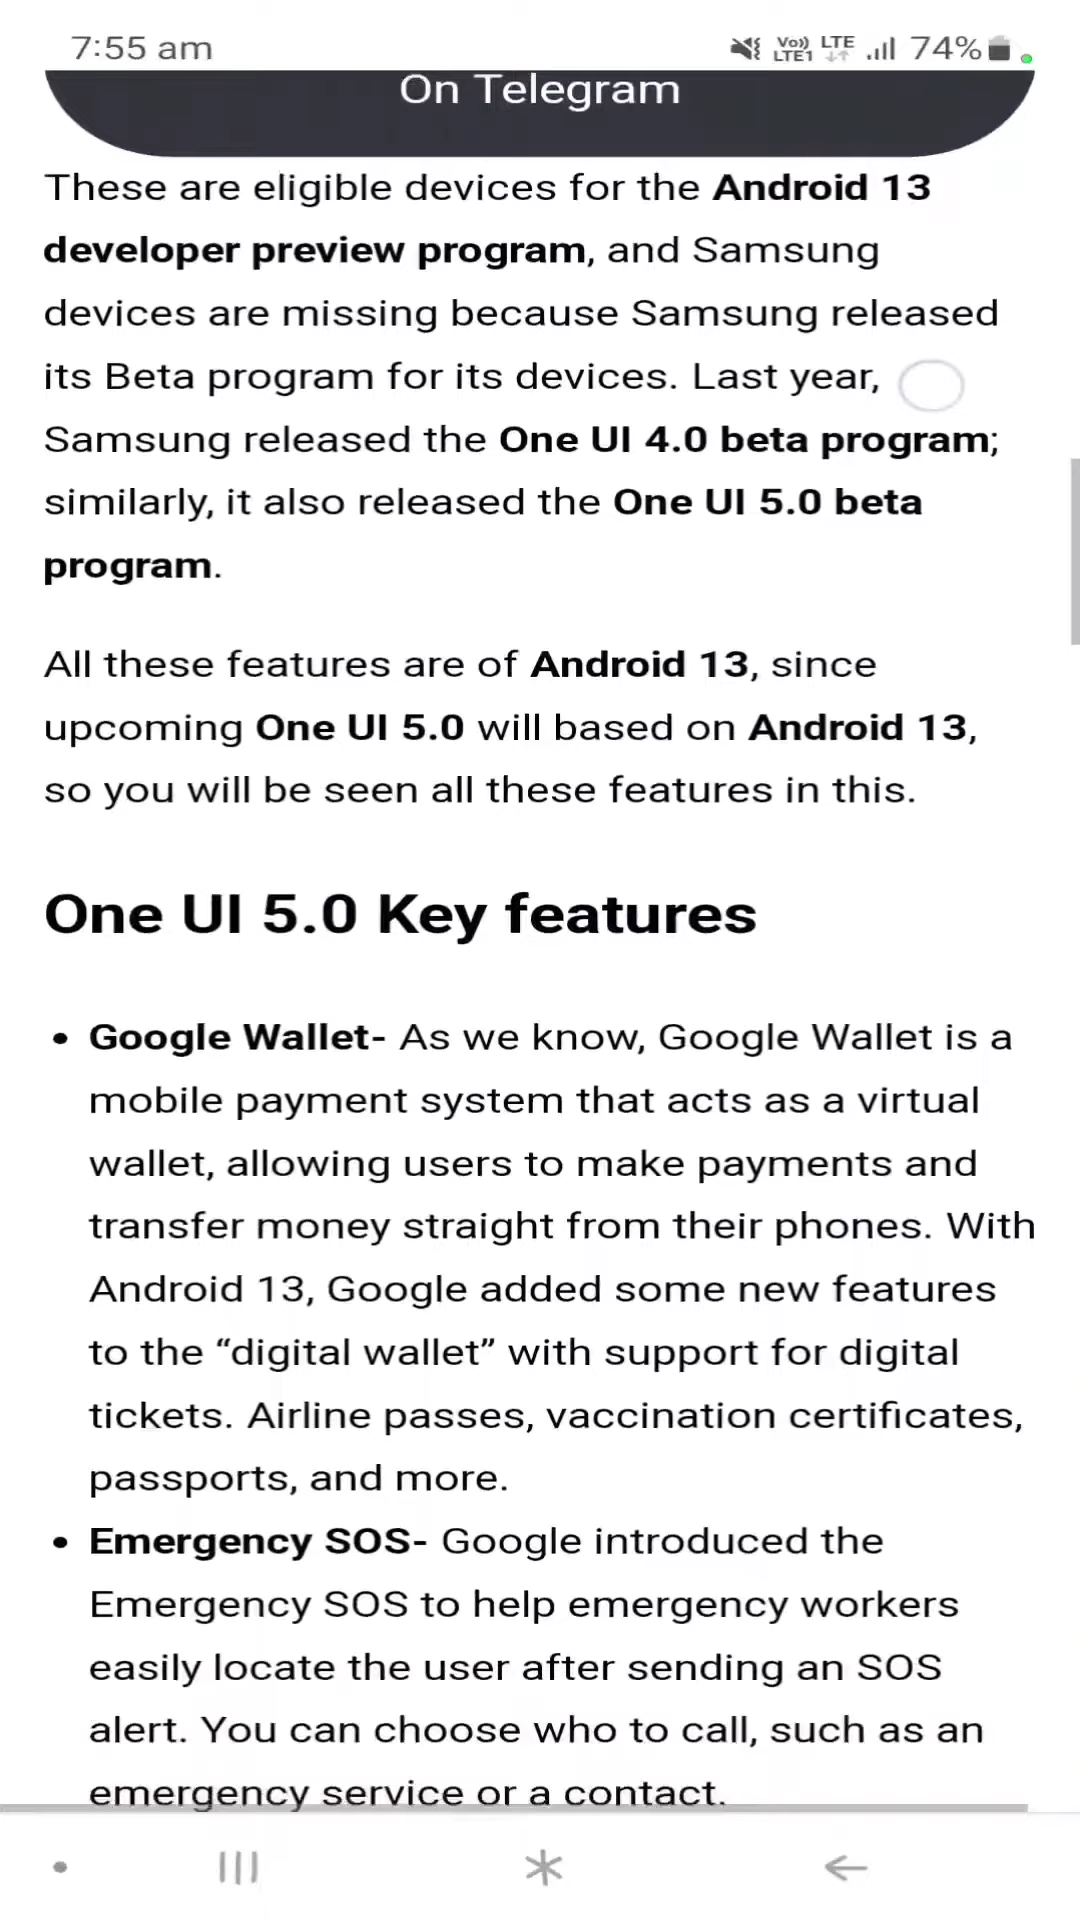 7:55 am
Vo)) LTE
LTE1
74%
On Telegram
These are eligible devices for the Android 13
developer preview program, and Samsung
devices are missing because Samsung released
its Beta program for its devices. Last year,
Samsung released the One UI 4.0 beta program;
similarly, it also released the One UI 5.0 beta
program.
All these features are of Android 13, since
upcoming One UI 5.0 will based on Android 13,
so you will be seen all these features in this.
One UI 5.0 Key features
• Google Wallet- As we know, Google Wallet is a
mobile payment system that acts as a virtual
wallet, allowing users to make payments and
transfer money straight from their phones. With
Android 13, Google added some new features
to the “digital wallet” with support for digital
tickets. Airline passes, vaccination certificates,
passports, and more.
• Emergency SOS- Google introduced the
Emergency SOS to help emergency workers
easily locate the user after sending an SOS
alert. You can choose who to call, such as an
emergency service or a contact.